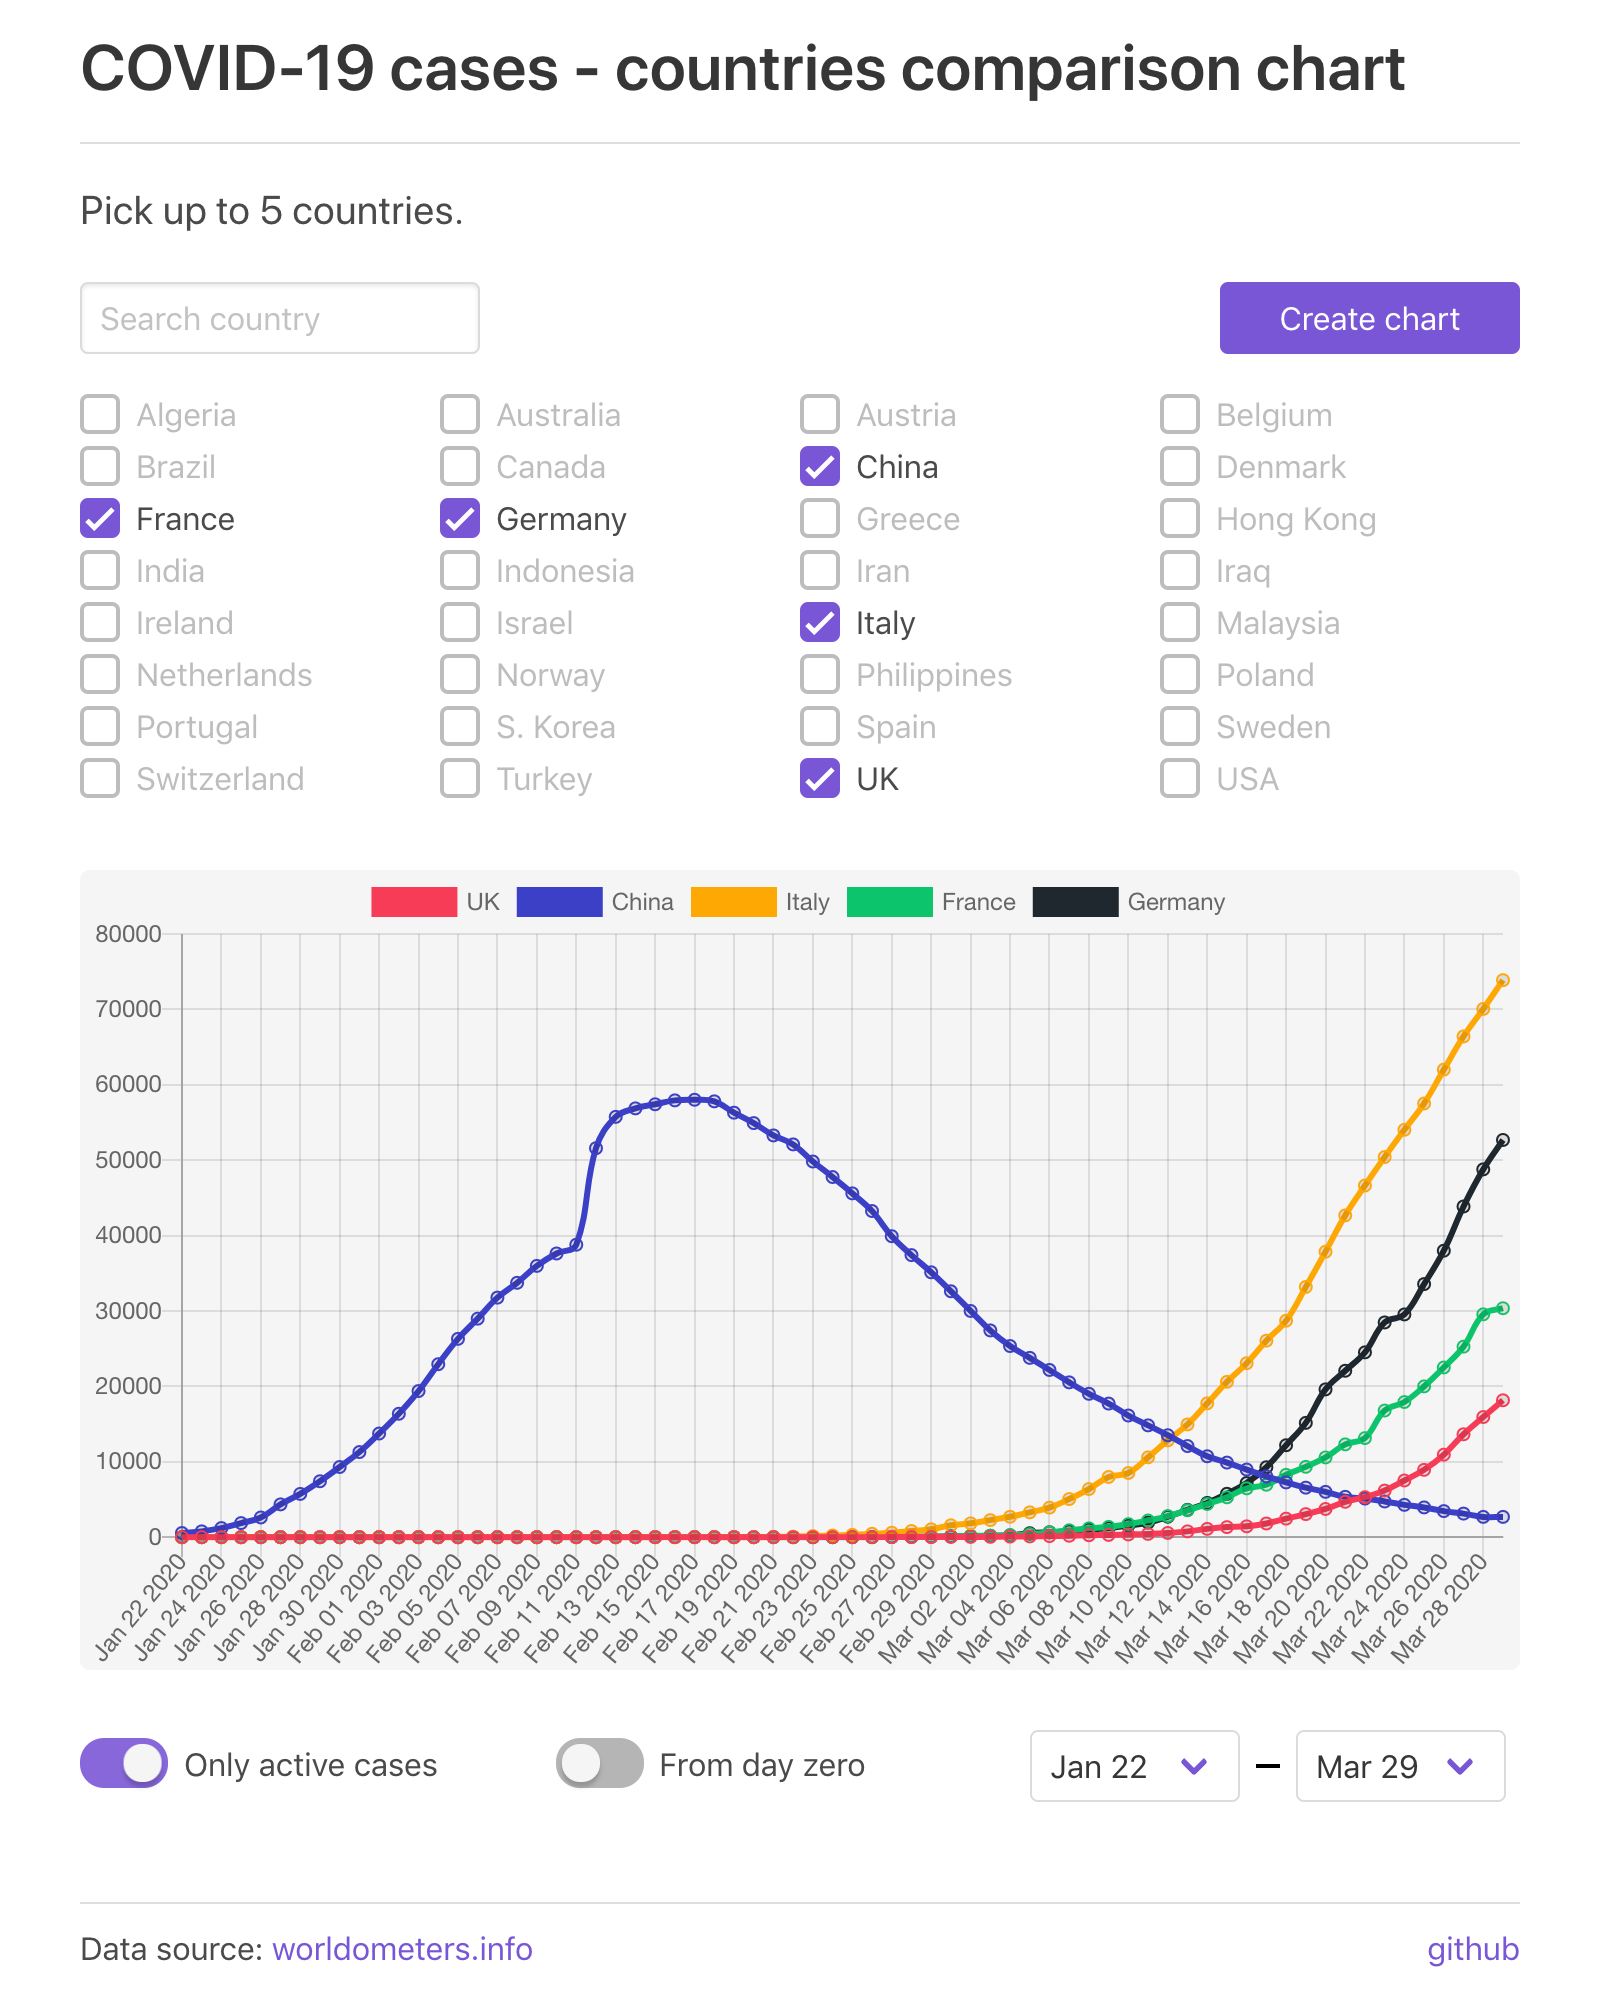 COVID-19 cases - countries comparison chart
Pick up to 5 countries.
Search country
Create chart
Algeria Australia Austria Belgium
Brazil Canada China Denmark
France Germany Greece Hong Kong
India Indonesia Iran Iraq
Ireland Israel Italy Malaysia
Netherlands Norway Philippines Poland
Portugal S. Korea Spain Sweden
Switzerland Turkey UK USA
UK China Italy France Germany
80000
70000
60000
50000
40000
30000
20000
10000
0
Jan 22 2020
Jan 24 2020
Jan 26 2020
Jan 28 2020
Jan 30 2020
Feb 01 2020
Feb 03 2020
Feb 05 2020
Feb 07 2020
Feb 09 2020
Feb 11 2020
Feb 13 2020
Feb 15 2020
Feb 17 2020
Feb 19 2020
Feb 21 2020
Feb 23 2020
Feb 25 2020
Feb 27 2020
Feb 29 2020
Mar 02 2020
Mar 04 2020
Mar 06 2020
Mar 08 2020
Mar 10 2020
Mar 12 2020
Mar 14 2020
Mar 16 2020
Mar 18 2020
Mar 20 2020
Mar 22 2020
Mar 24 2020
Mar 26 2020
Mar 28 2020
Only active cases
From day zero
Jan 22 – Mar 29
Data source: worldometers.info
github